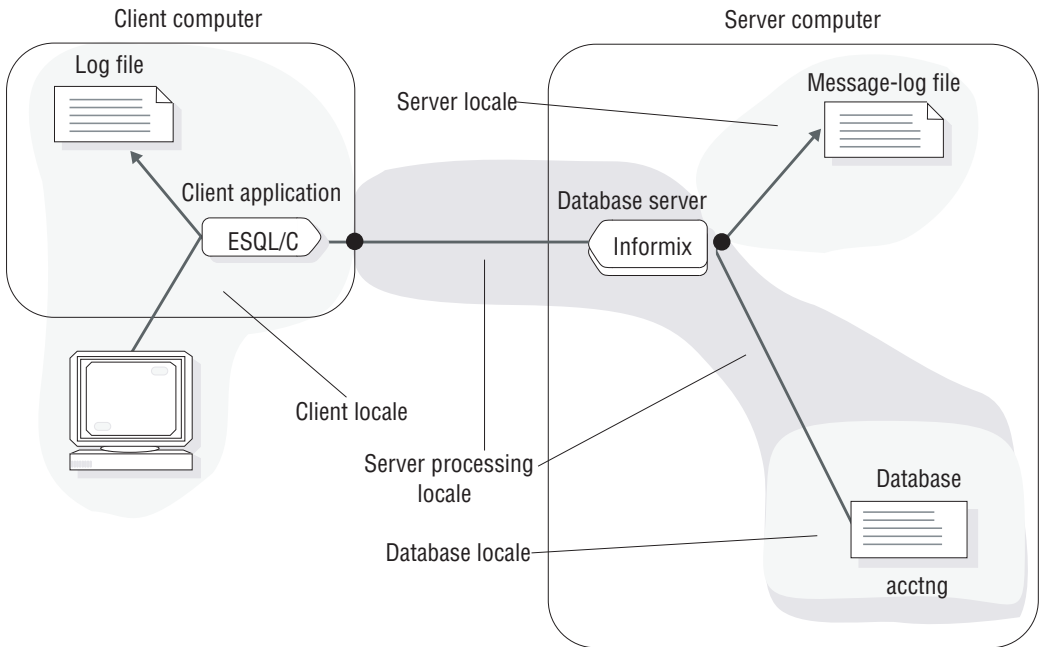 Client computer
Server computer
Log file
Message-log file
Server locale
Client application
Database server
ESQL/C
Informix
Client locale
Server processing
locale
Database
Database locale
acctng